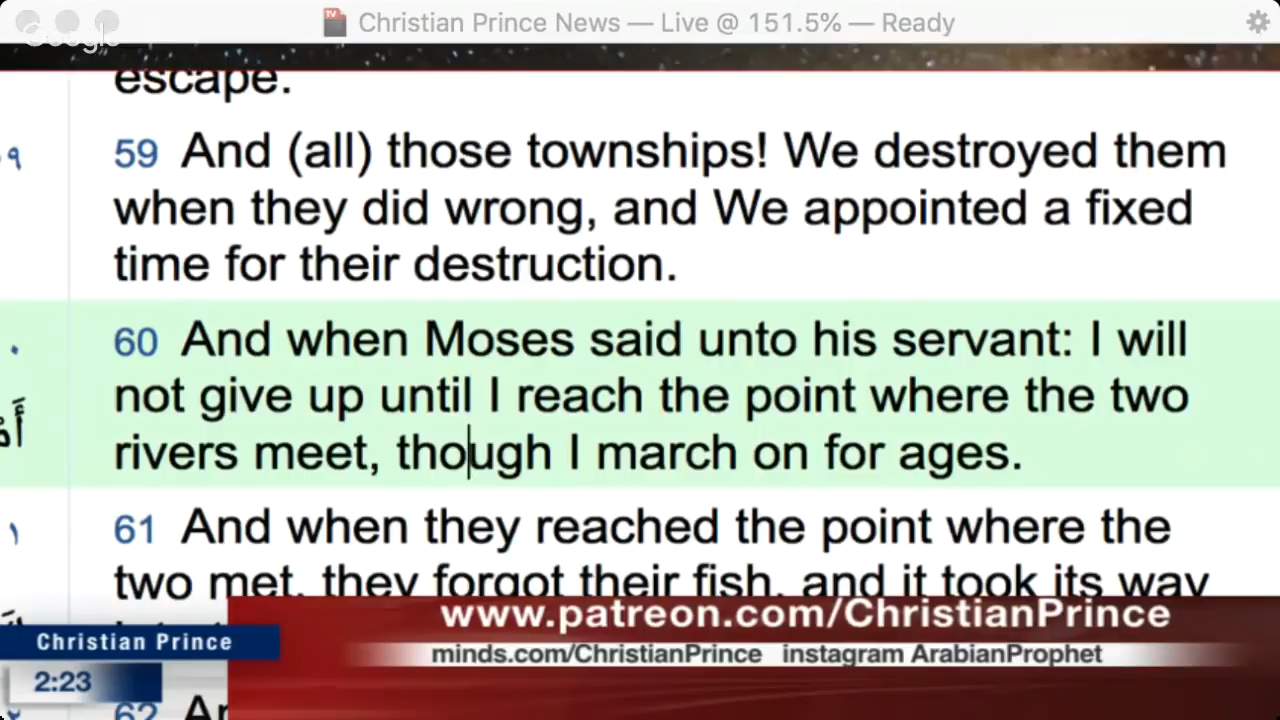 Christian Prince News — Live @ 151.5% — Ready
Google
escape.
59 And (all) those townships! We destroyed them
when they did wrong, and We appointed a fixed
time for their destruction.
60 And when Moses said unto his servant: I will
not give up until I reach the point where the two
rivers meet, though I march on for ages.
61 And when they reached the point where the
two met, they forgot their fish, and it took its way
www.patreon.com/ChristianPrince
Christian Prince
minds.com/ChristianPrince instagram ArabianProphet
2:23
62